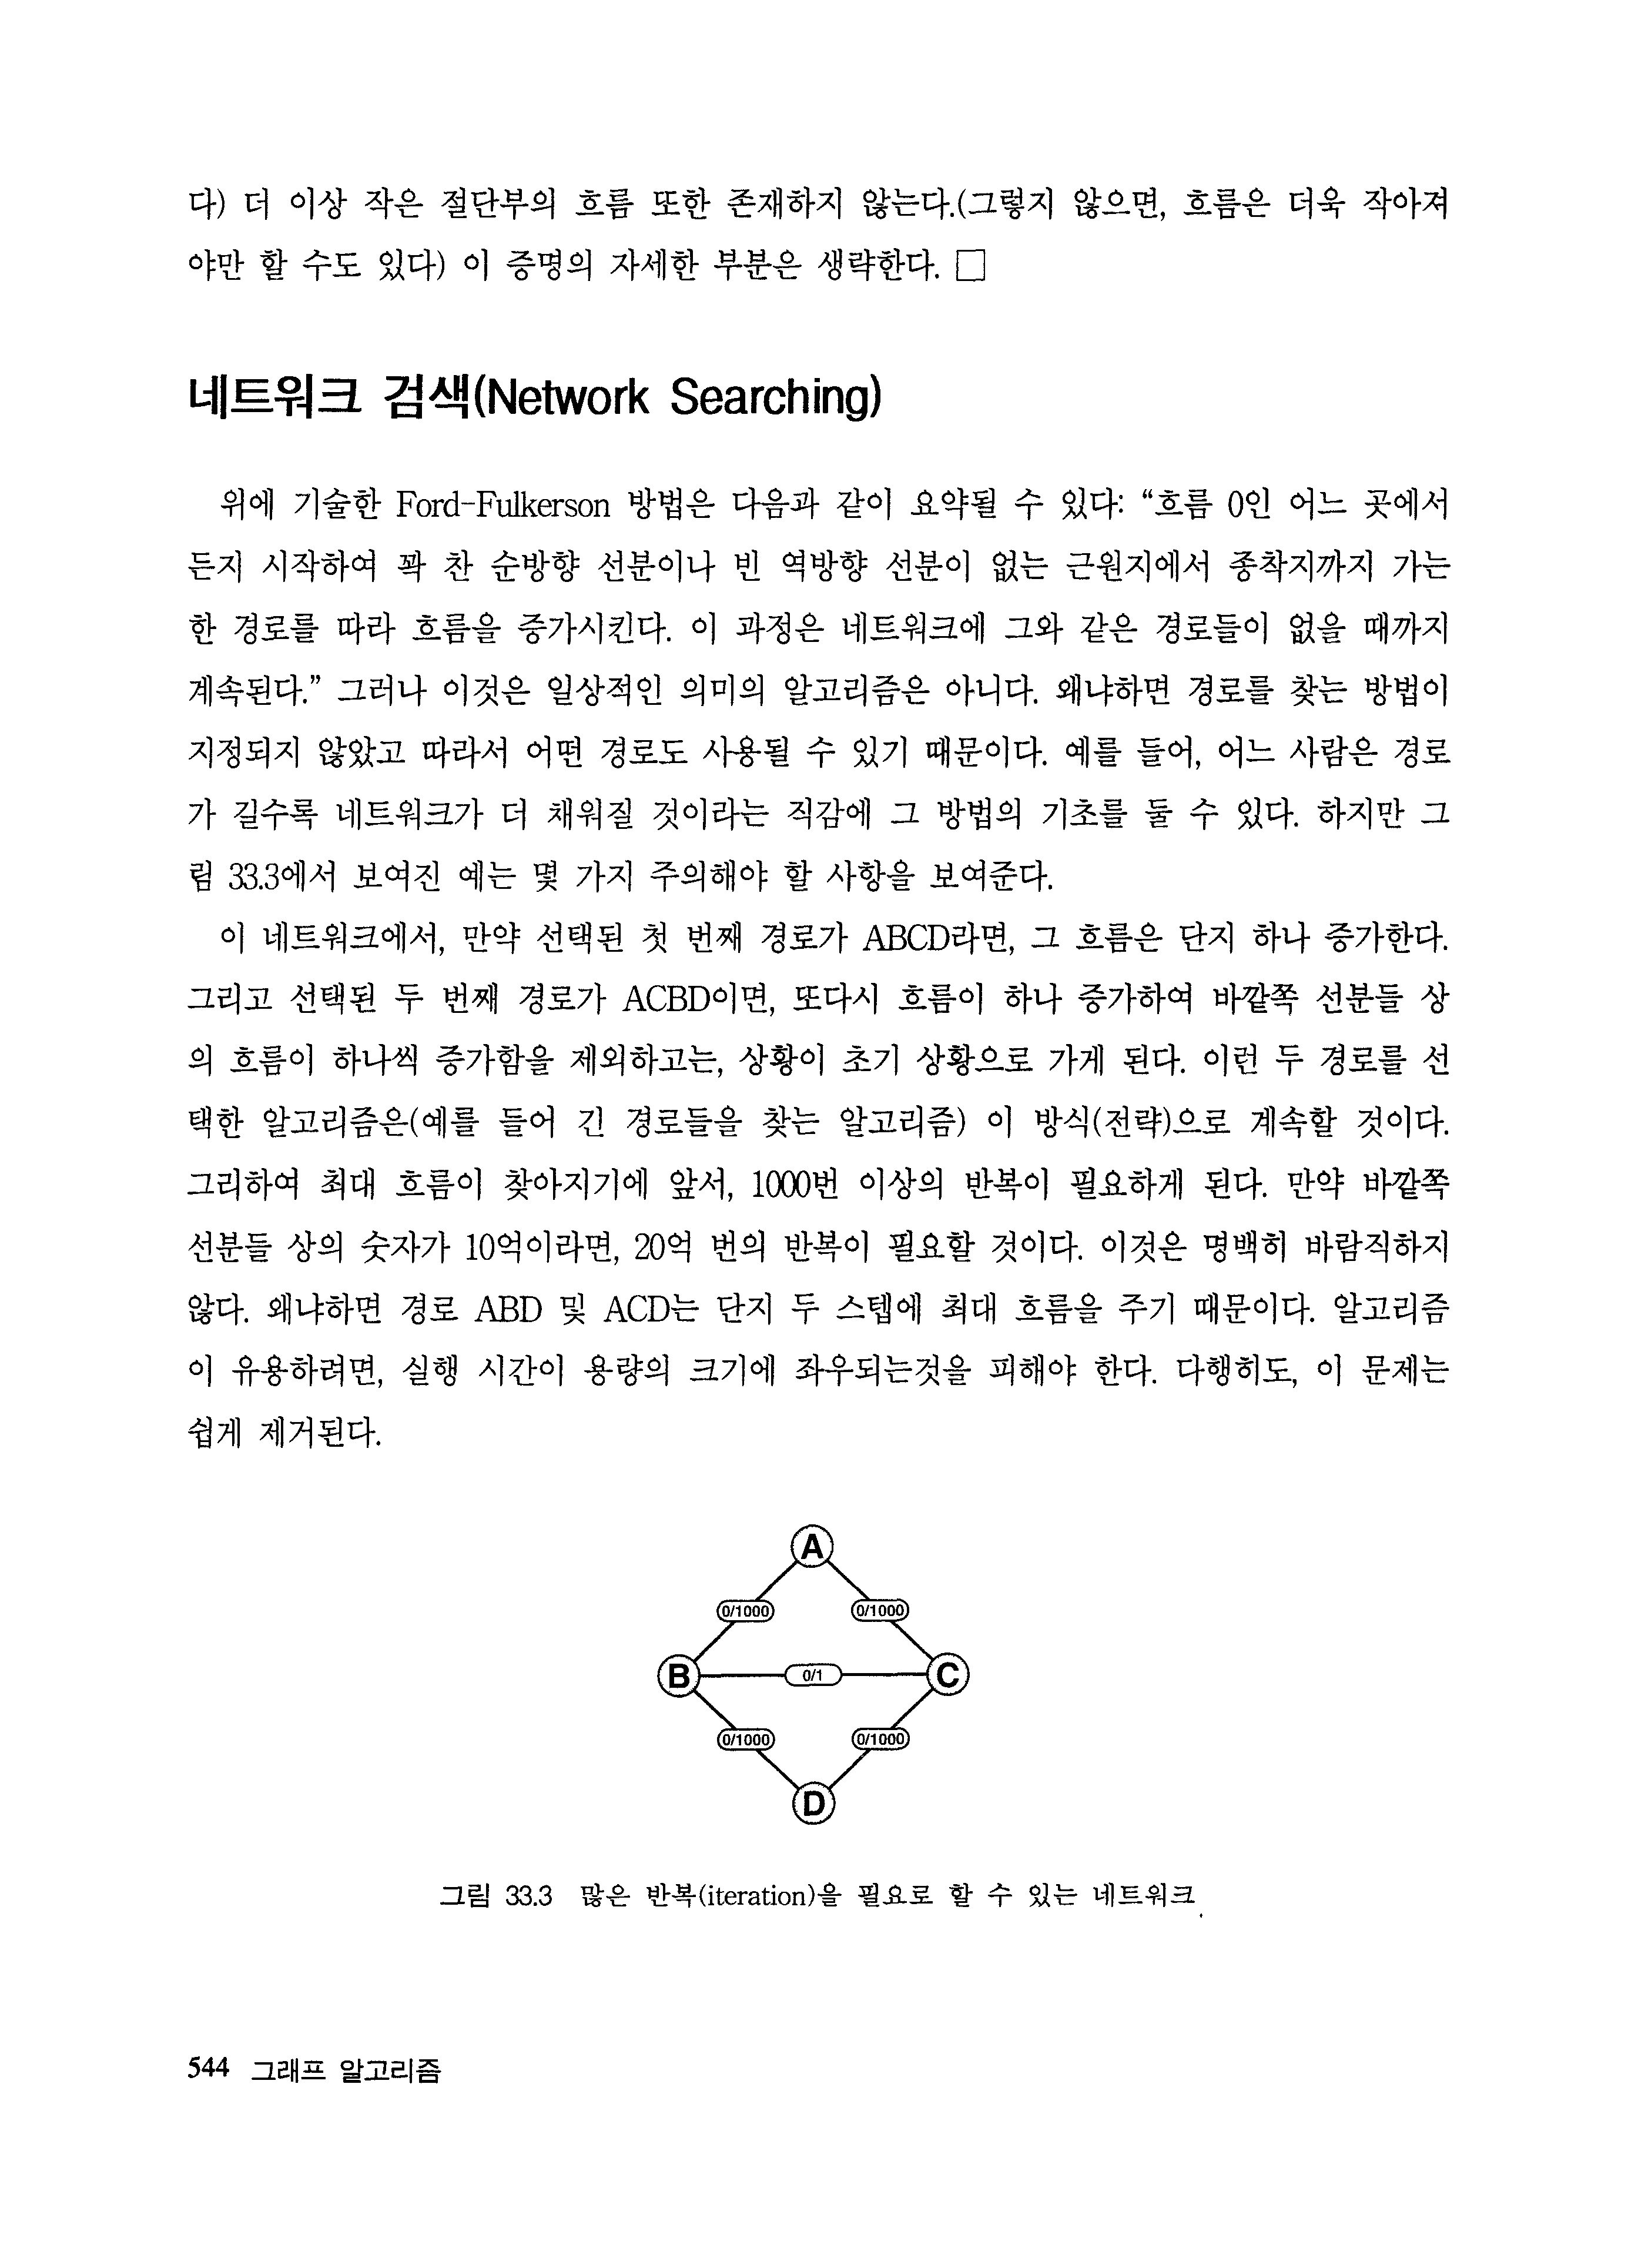 다) 더 이상 작은 절단부의 흐름 또한 존재하지 않는다.(그렇지 않으면, 흐름은 더욱 작아져
야만 할 수도 있다) 이 증명의 자세한 부분은 생략한다. □
네트워크 검색(Network Searching)
위에 기술한 Ford-Fulkerson 방법은 다음과 같이 요약될 수 있다: “흐름 0인 어느 곳에서
든지 시작하여 꽉 찬 순방향 선분이나 빈 역방향 선분이 없는 근원지에서 종착지까지 가는
한 경로를 따라 흐름을 증가시킨다. 이 과정은 네트워크에 그와 같은 경로들이 없을 때까지
계속된다.” 그러나 이것은 일상적인 의미의 알고리즘은 아니다. 왜냐하면 경로를 찾는 방법이
지정되지 않았고 따라서 어떤 경로도 사용될 수 있기 때문이다. 예를 들어, 어느 사람은 경로
가 길수록 네트워크가 더 채워질 것이라는 직감에 그 방법의 기초를 둘 수 있다. 하지만 그
림 33.3에서 보여진 예는 몇 가지 주의해야 할 사항을 보여준다.
이 네트워크에서, 만약 선택된 첫 번째 경로가 ABCD라면, 그 흐름은 단지 하나 증가한다.
그리고 선택된 두 번째 경로가 ACBD이면, 또다시 흐름이 하나 증가하여 바깥쪽 선분들 상
의 흐름이 하나씩 증가함을 제외하고는, 상황이 초기 상황으로 가게 된다. 이런 두 경로를 선
택한 알고리즘은(예를 들어 긴 경로들을 찾는 알고리즘) 이 방식(전략)으로 계속할 것이다.
그리하여 최대 흐름이 찾아지기에 앞서, 1000번 이상의 반복이 필요하게 된다. 만약 바깥쪽
선분들 상의 숫자가 10억이라면, 20억 번의 반복이 필요할 것이다. 이것은 명백히 바람직하지
않다. 왜냐하면 경로 ABD 및 ACD는 단지 두 스텝에 최대 흐름을 주기 때문이다. 알고리즘
이 유용하려면, 실행 시간이 용량의 크기에 좌우되는것을 피해야 한다. 다행히도, 이 문제는
쉽게 제거된다.
A
0/1000 0/1000
B 0/1 C
0/1000 0/1000
D
그림 33.3 많은 반복(iteration)을 필요로 할 수 있는 네트워크
544 그래프 알고리즘